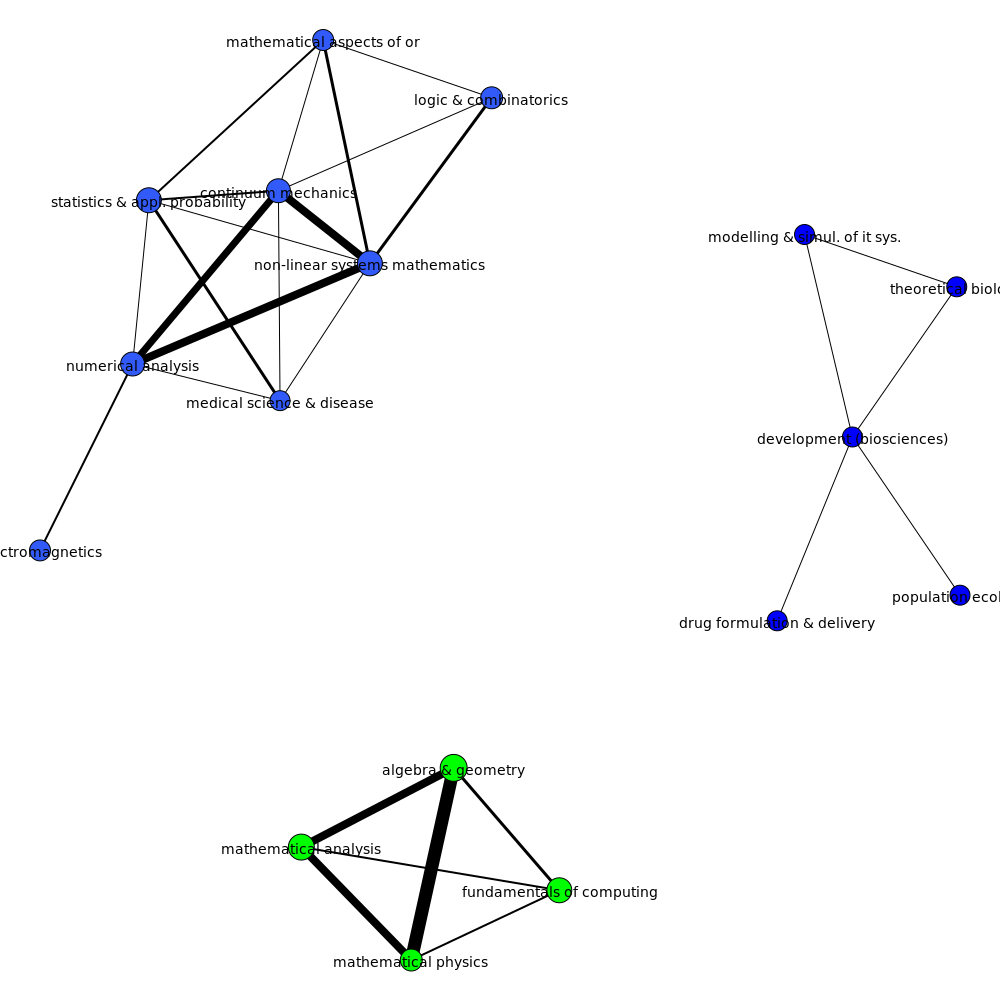 mathematical aspects of or
logic & combinatorics
continuum mechanics
statistics & appl. probability
non-linear systems mathematics
numerical analysis
medical science & disease
ctromagnetics
modelling & simul. of it sys.
theoretical biolo
development (biosciences)
population ecol
drug formulation & delivery
algebra & geometry
mathematical analysis
fundamentals of computing
mathematical physics